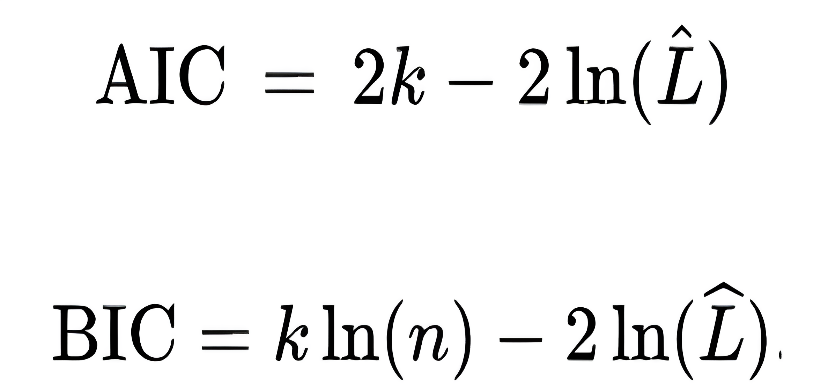 AIC = 2k − 2 ln(L̂)
BIC = k ln(n) − 2 ln(L̂).